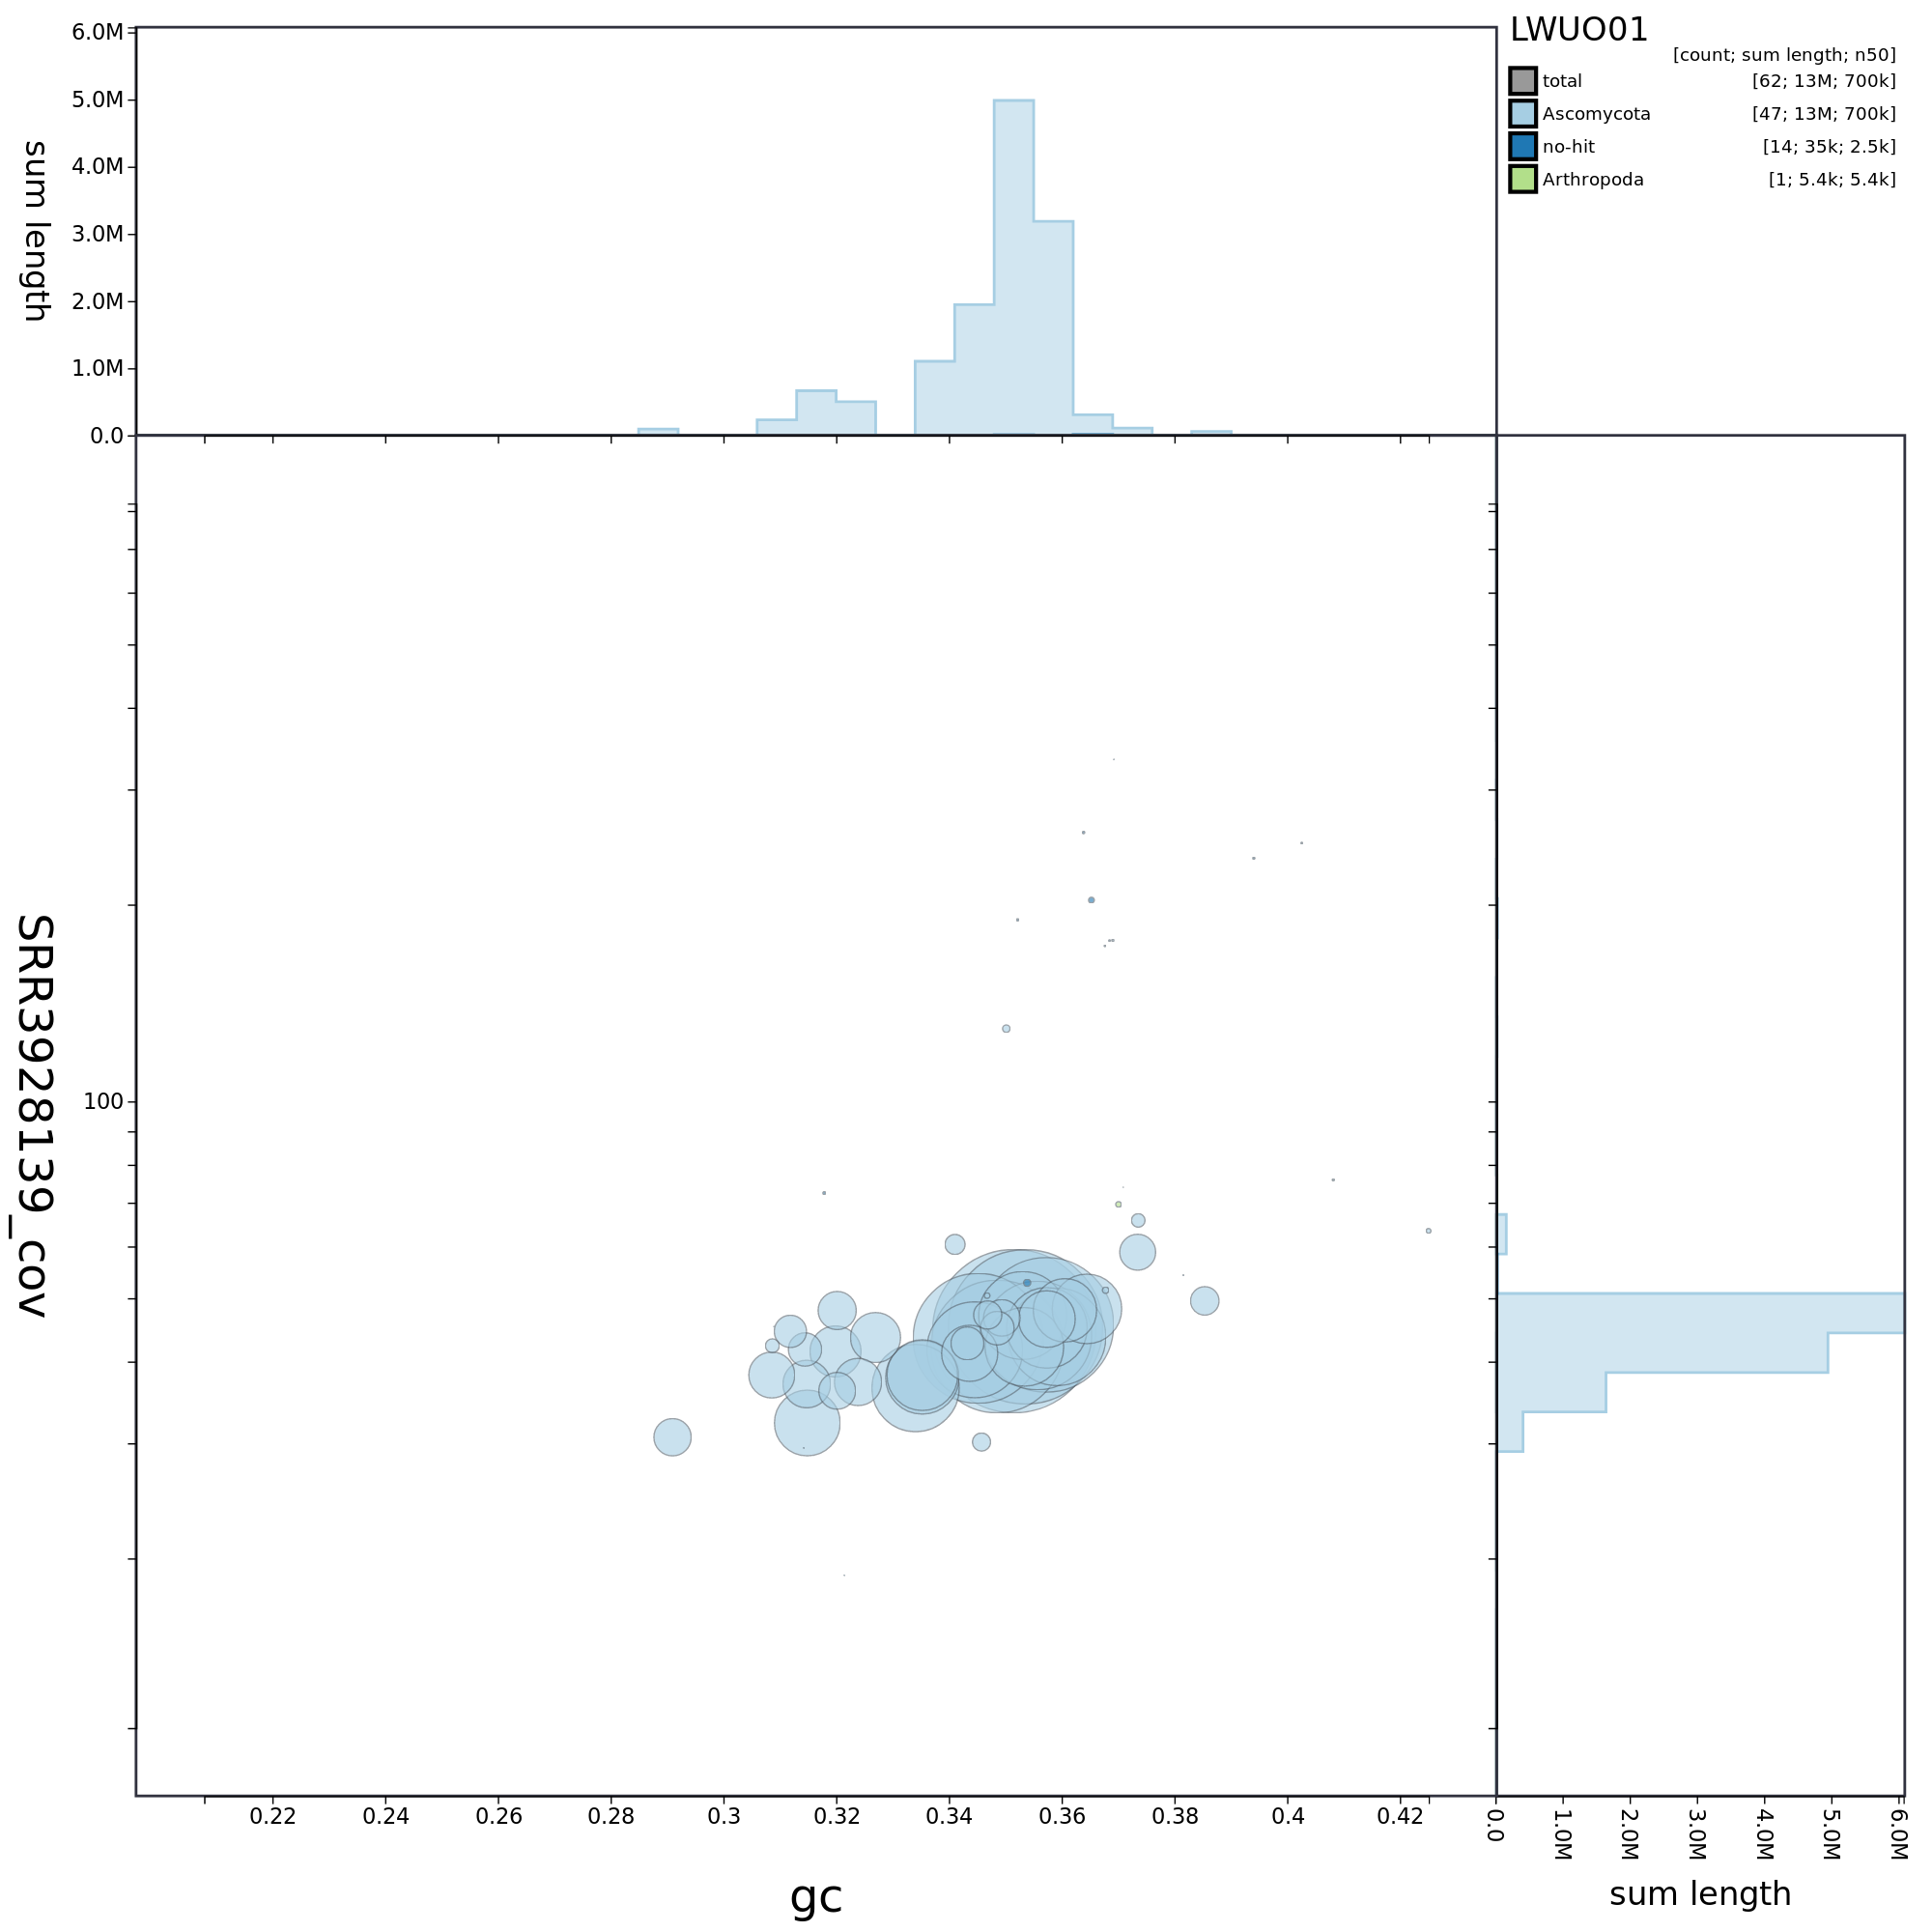 LWUO01
[count; sum length; n50]
total [62; 13M; 700k]
Ascomycota [47; 13M; 700k]
no-hit [14; 35k; 2.5k]
Arthropoda [1; 5.4k; 5.4k]
6.0M
5.0M
4.0M
3.0M
2.0M
1.0M
0.0
sum length
100
SRR3928139_cov
0.22 0.24 0.26 0.28 0.3 0.32 0.34 0.36 0.38 0.4 0.42
gc
0.0 1.0M 2.0M 3.0M 4.0M 5.0M 6.0M
sum length